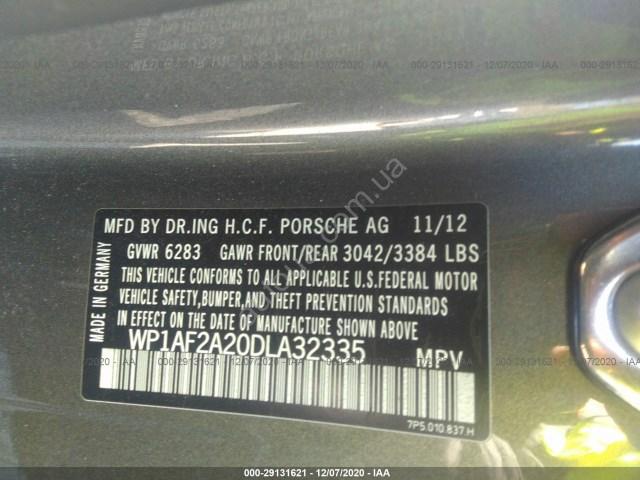 MFD BY DR.ING H.C.F. PORSCHE AG 11/12
GVWR 6283 GAWR FRONT/REAR 3042/3384 LBS
THIS VEHICLE CONFORMS TO ALL APPLICABLE U.S.FEDERAL MOTOR
VEHICLE SAFETY,BUMPER,AND THEFT PREVENTION STANDARDS
IN EFFECT ON THE DATE OF MANUFACTURE SHOWN ABOVE
WP1AF2A20DLA32335 MPV
MADE IN GERMANY
7P5.010.837.H
000-29131621 - 12/07/2020 - IAA